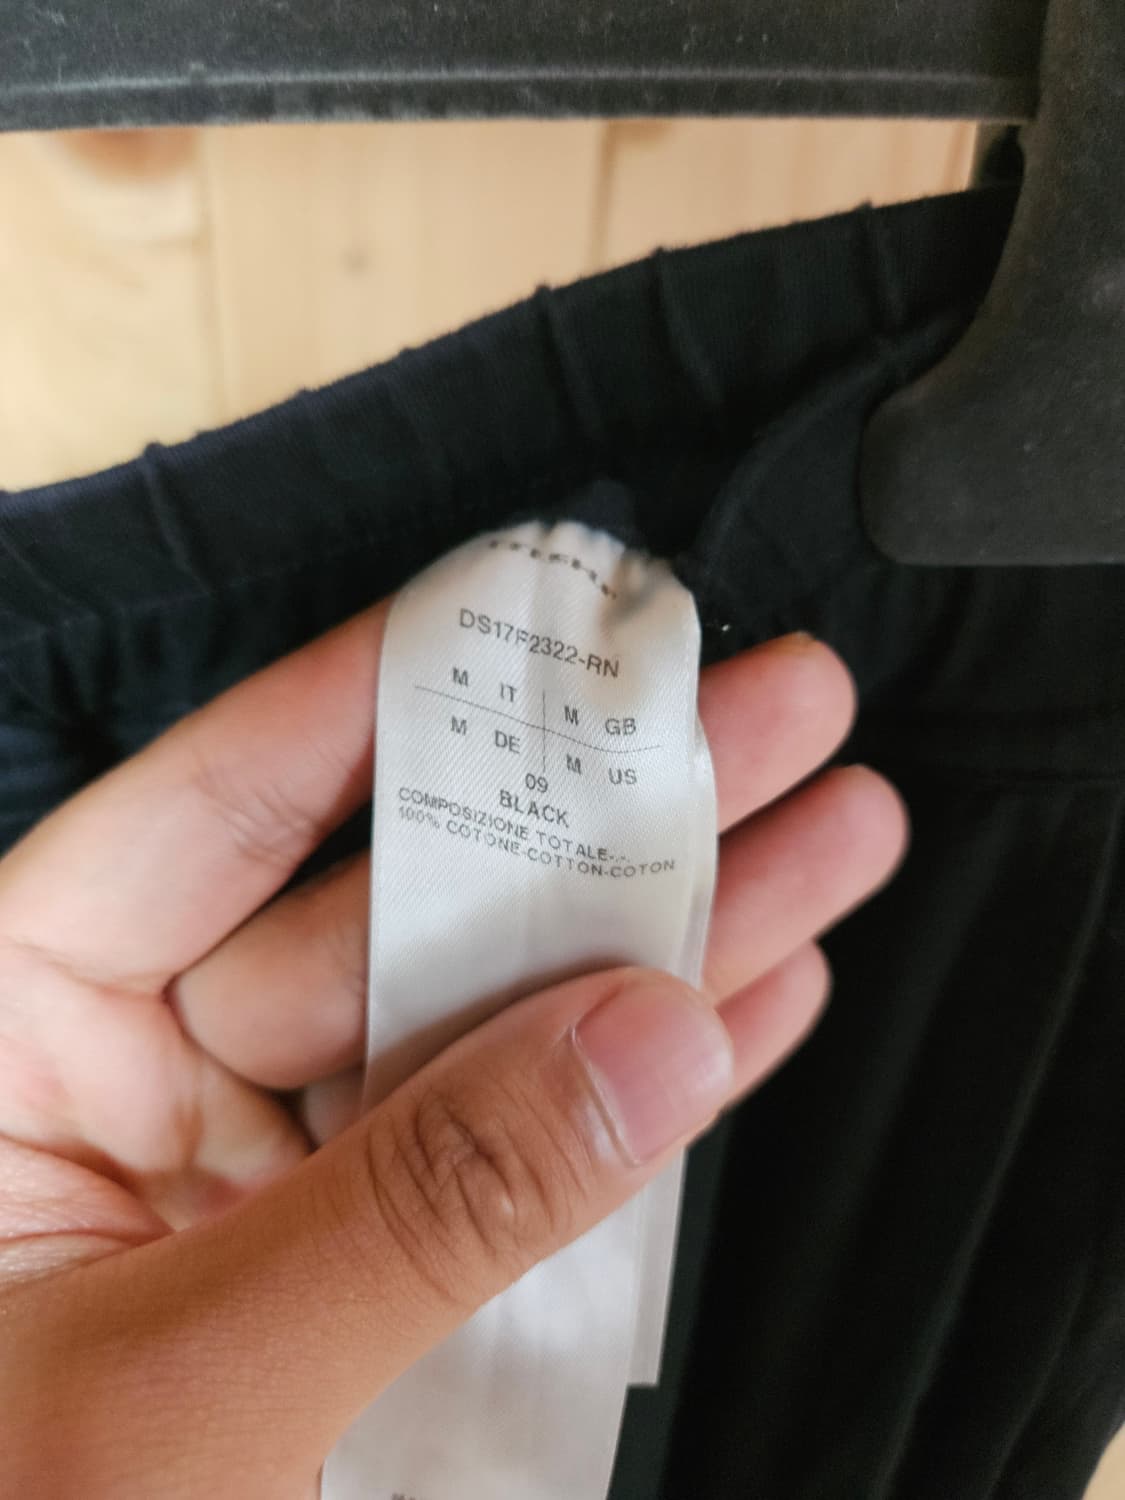 DS17F2322-RN
M IT M GB
M DE M US
09
BLACK
COMPOSIZIONE TOTALE-.-.
100% COTONE-COTTON-COTON